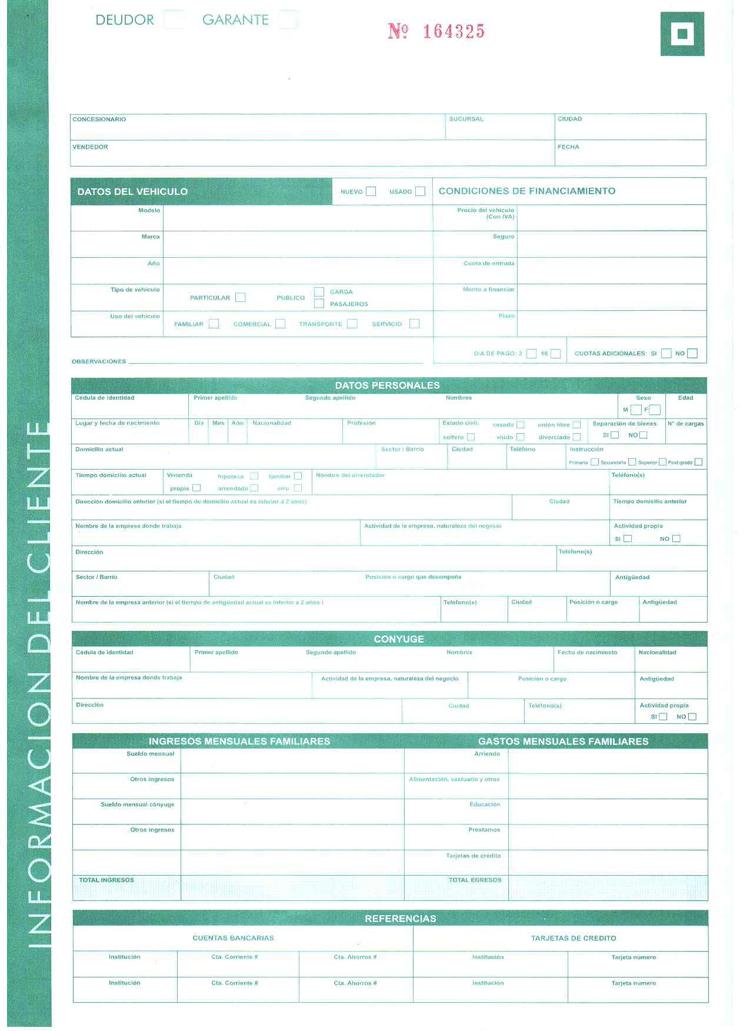 DEUDOR GARANTE
Nº 164325
INFORMACION DEL CLIENTE
CONCESIONARIO SUCURSAL CIUDAD
VENDEDOR FECHA
DATOS DEL VEHICULO NUEVO USADO CONDICIONES DE FINANCIAMIENTO
Modelo Precio del vehículo
(Con IVA)
Marca Seguro
Año Cuota de entrada
Tipo de vehículo PARTICULAR PUBLICO CARGA Monto a financiar
PASAJEROS
Uso del vehículo FAMILIAR COMERCIAL TRANSPORTE SERVICIO Plazo
OBSERVACIONES DIA DE PAGO: 2 16 CUOTAS ADICIONALES: SI NO
DATOS PERSONALES
Cédula de identidad Primer apellido Segundo apellido Nombres Sexo Edad
M F
Lugar y fecha de nacimiento Día Mes Año Nacionalidad Profesión Estado civil: casado unión libre Separación de bienes Nº de cargas
soltero viudo divorciado SI NO
Domicilio actual Sector / Barrio Ciudad Teléfono Instrucción
Primaria Secundaria Superior Post-grado
Tiempo domicilio actual Vivienda hipoteca familiar Nombre del arrendador Teléfono(s)
propia arrendada otro
Dirección domicilio anterior (si el tiempo de domicilio actual es inferior a 2 años) Ciudad Tiempo domicilio anterior
Nombre de la empresa donde trabaja Actividad de la empresa, naturaleza del negocio Actividad propia
SI NO
Dirección Teléfono(s)
Sector / Barrio Ciudad Posición o cargo que desempeña Antigüedad
Nombre de la empresa anterior (si el tiempo de antigüedad actual es inferior a 2 años ) Teléfono(s) Ciudad Posición o cargo Antigüedad
CONYUGE
Cédula de identidad Primer apellido Segundo apellido Nombres Fecha de nacimiento Nacionalidad
Nombre de la empresa donde trabaja Actividad de la empresa, naturaleza del negocio Posición o cargo Antigüedad
Dirección Ciudad Teléfono(s) Actividad propia
SI NO
INGRESOS MENSUALES FAMILIARES GASTOS MENSUALES FAMILIARES
Sueldo mensual Arriendo
Otros ingresos Alimentación, vestuario y otros
Sueldo mensual cónyuge Educación
Otros ingresos Préstamos
Tarjetas de crédito
TOTAL INGRESOS TOTAL EGRESOS
REFERENCIAS
CUENTAS BANCARIAS TARJETAS DE CREDITO
Institución Cta. Corriente # Cta. Ahorros # Institución Tarjeta número
Institución Cta. Corriente # Cta. Ahorros # Institución Tarjeta número